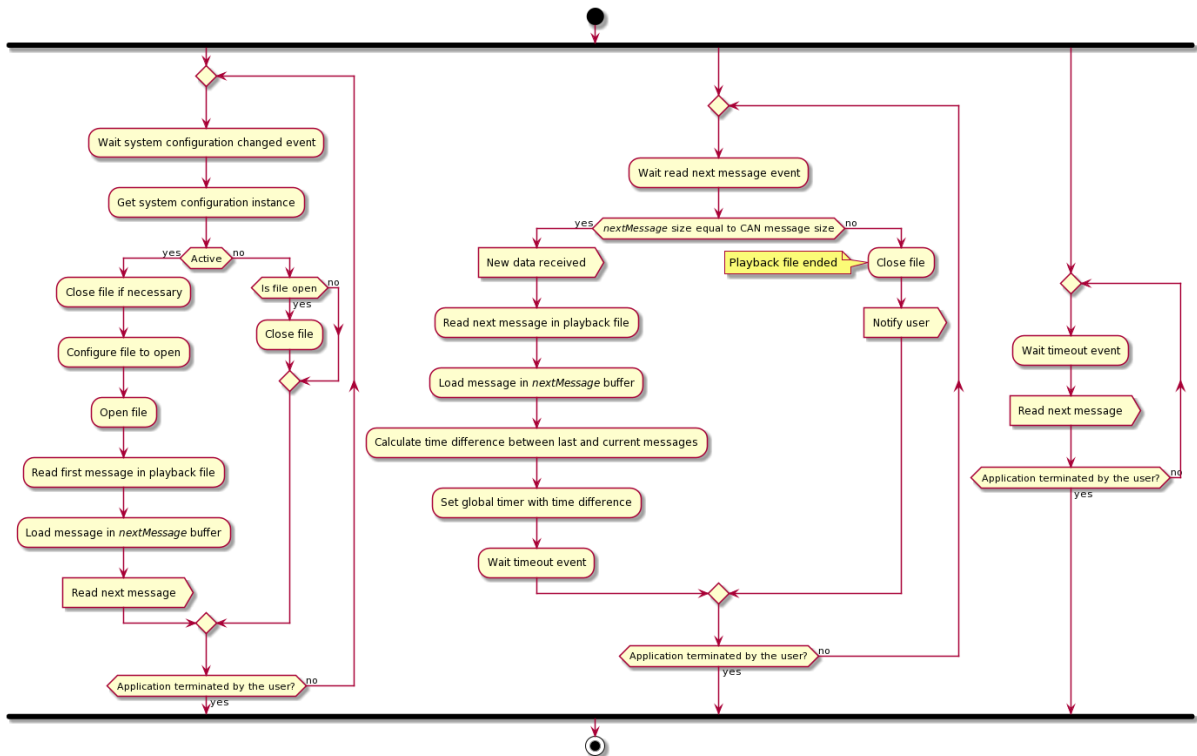 Wait system configuration changed event
Get system configuration instance
yes
Active
no
Close file if necessary
Configure file to open
Open file
Read first message in playback file
Load message in nextMessage buffer
Read next message
Is file open
no
yes
Close file
Application terminated by the user?
no
yes
Wait read next message event
yes
nextMessage size equal to CAN message size
no
New data received
Read next message in playback file
Load message in nextMessage buffer
Calculate time difference between last and current messages
Set global timer with time difference
Wait timeout event
Playback file ended
Close file
Notify user
Application terminated by the user?
no
yes
Wait timeout event
Read next message
Application terminated by the user?
no
yes